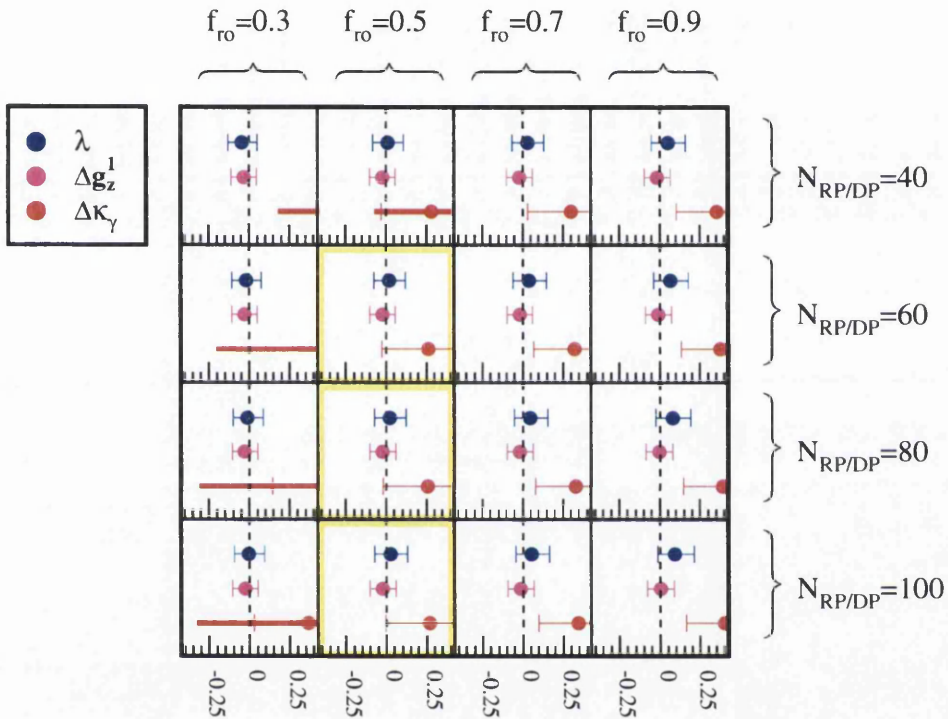 f_ro=0.3 f_ro=0.5 f_ro=0.7 f_ro=0.9
λ
Δg_z^1
Δκ_γ
N_RP/DP=40
N_RP/DP=60
N_RP/DP=80
N_RP/DP=100
-0.25 0 0.25 -0.25 0 0.25 -0.25 0 0.25 -0.25 0 0.25